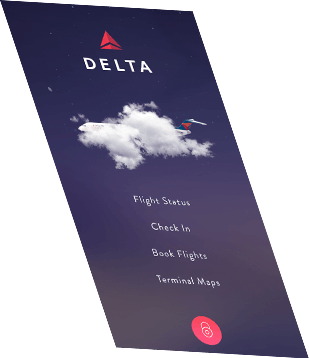 DELTA
Flight Status
Check In
Book Flights
Terminal Maps